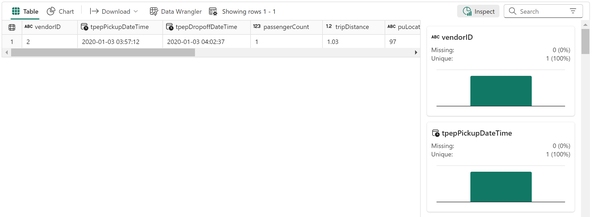 Table Chart Download Data Wrangler Showing rows 1 - 1 Inspect Search
ABC vendorID tpepPickupDateTime tpepDropoffDateTime 123 passengerCount 1.2 tripDistance ABC puLocat
1 2 2020-01-03 03:57:12 2020-01-03 04:02:37 1 1.03 97
ABC vendorID
Missing: 0 (0%)
Unique: 1 (100%)
tpepPickupDateTime
Missing: 0 (0%)
Unique: 1 (100%)